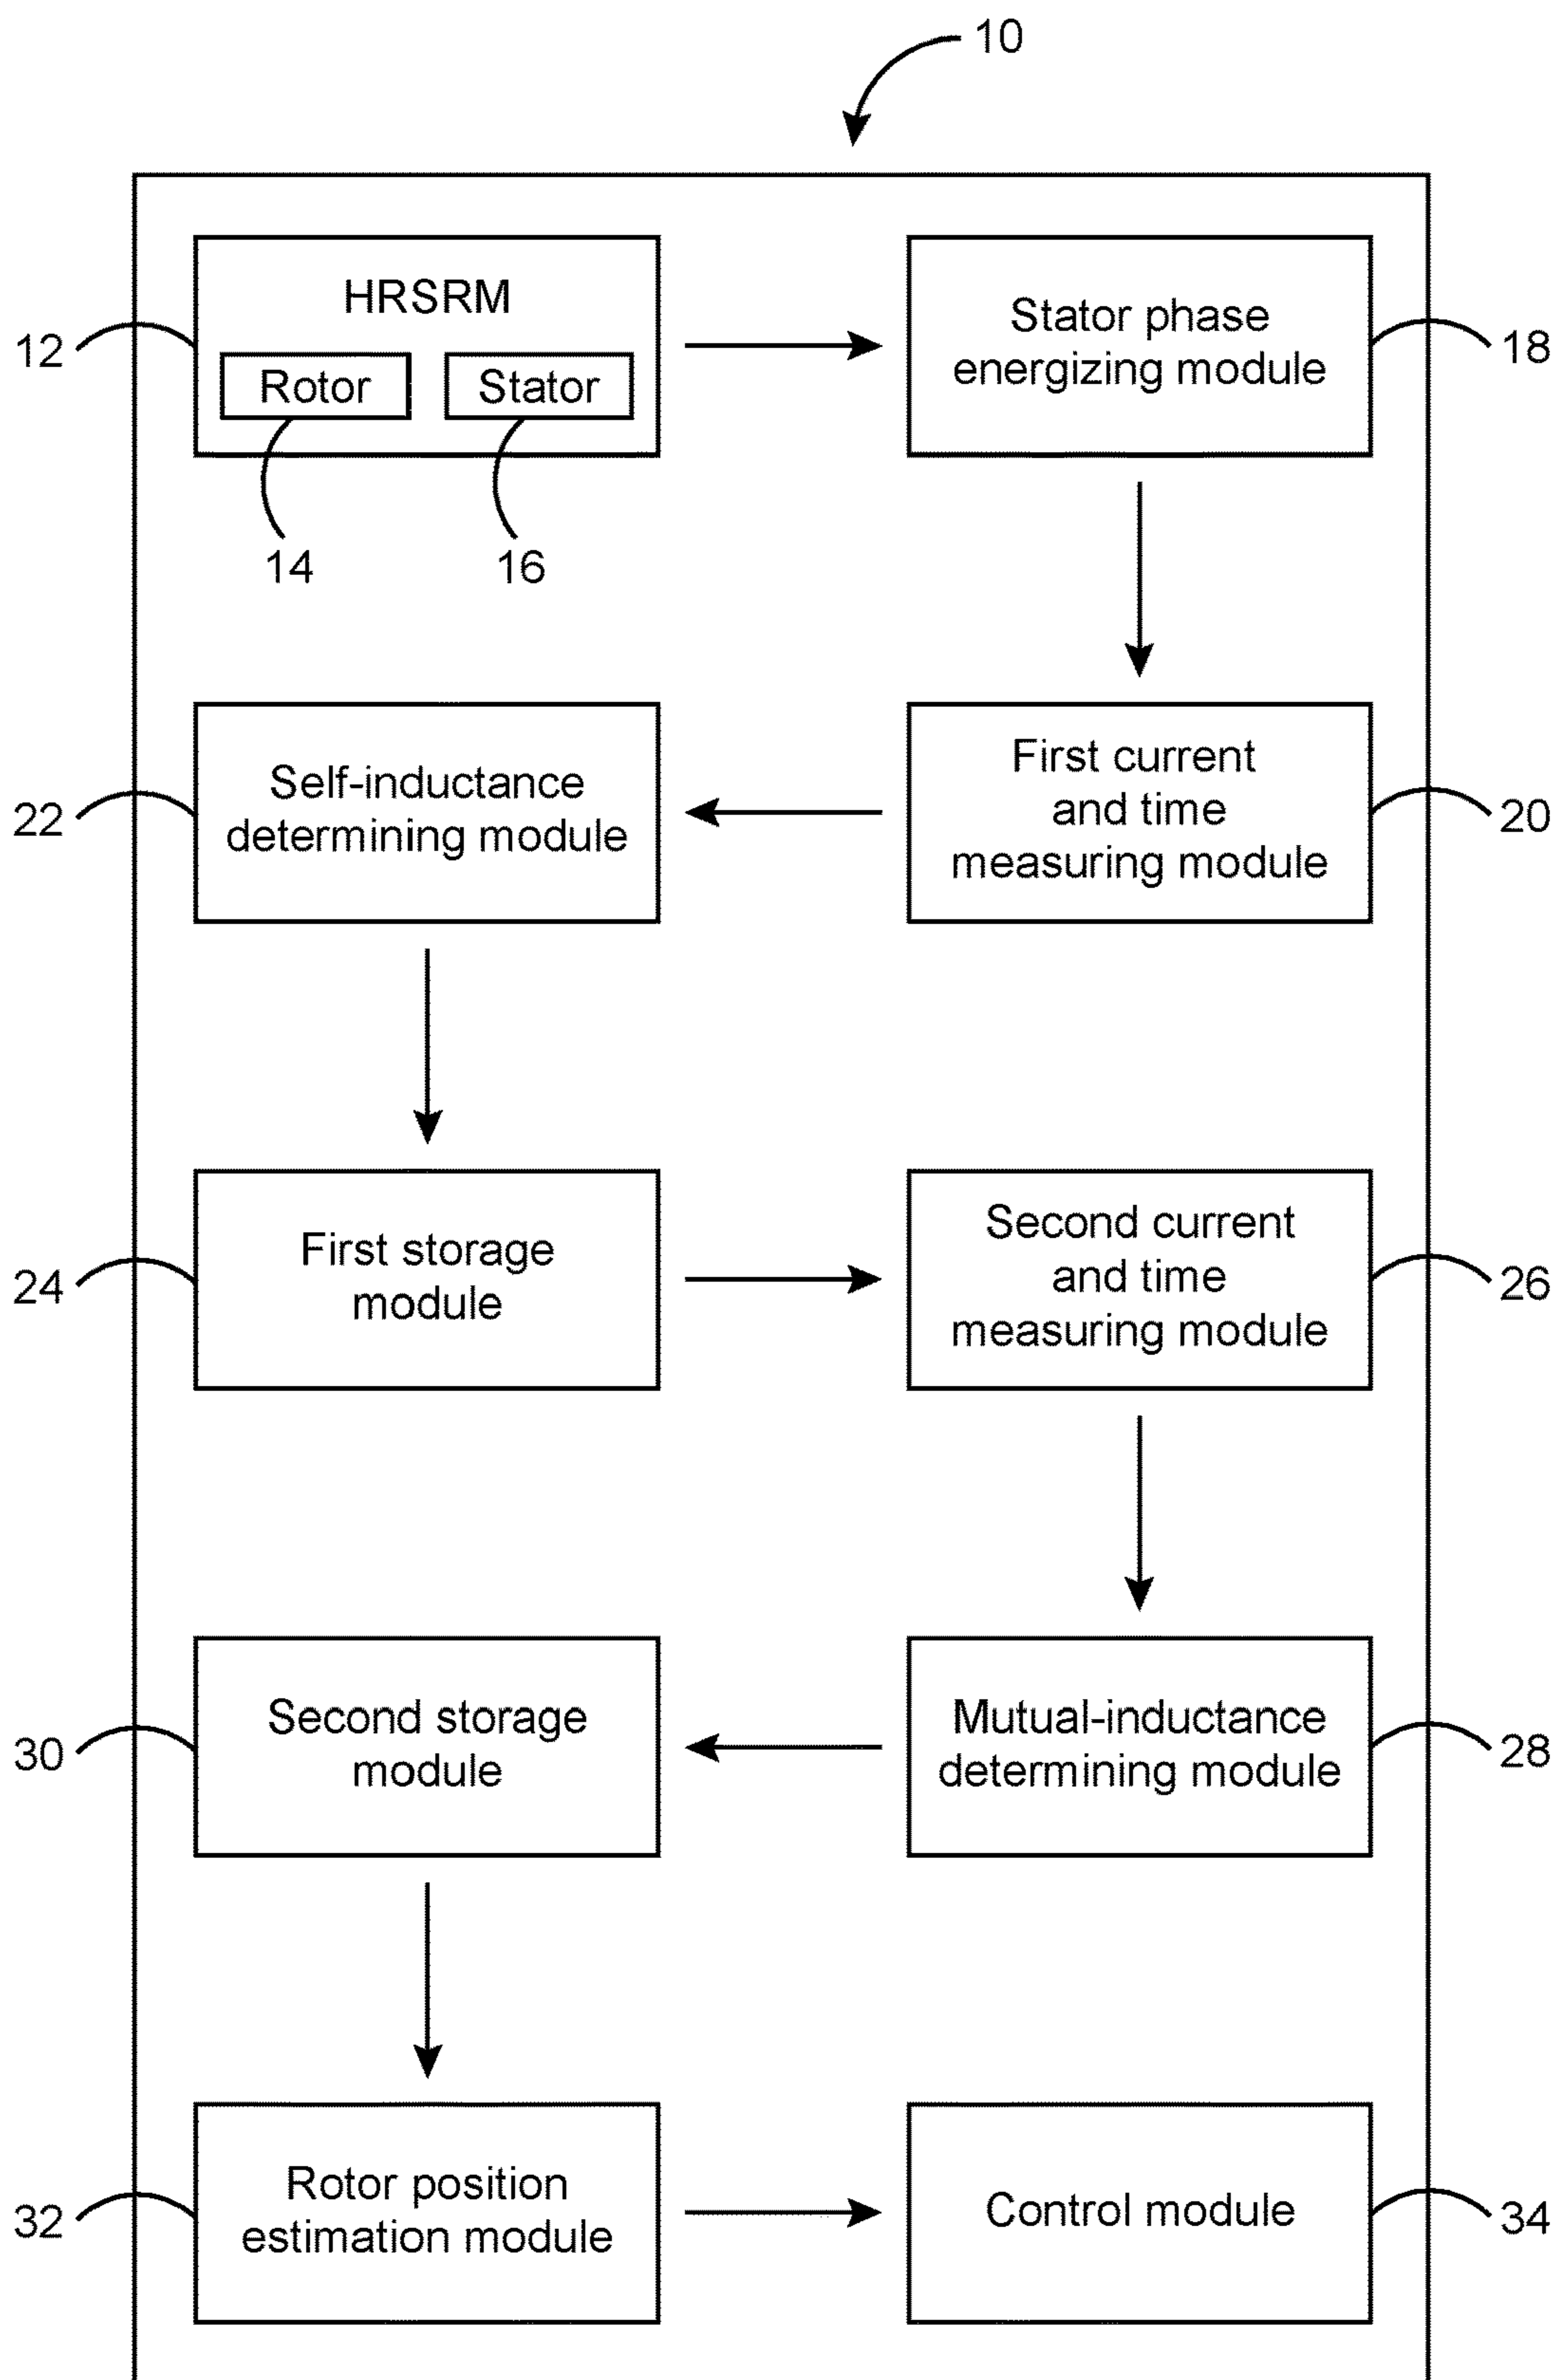 10
HRSRM
Rotor
Stator
12
14
16
Stator phase
energizing module
18
Self-inductance
determining module
22
First current
and time
measuring module
20
First storage
module
24
Second current
and time
measuring module
26
Second storage
module
30
Mutual-inductance
determining module
28
Rotor position
estimation module
32
Control module
34